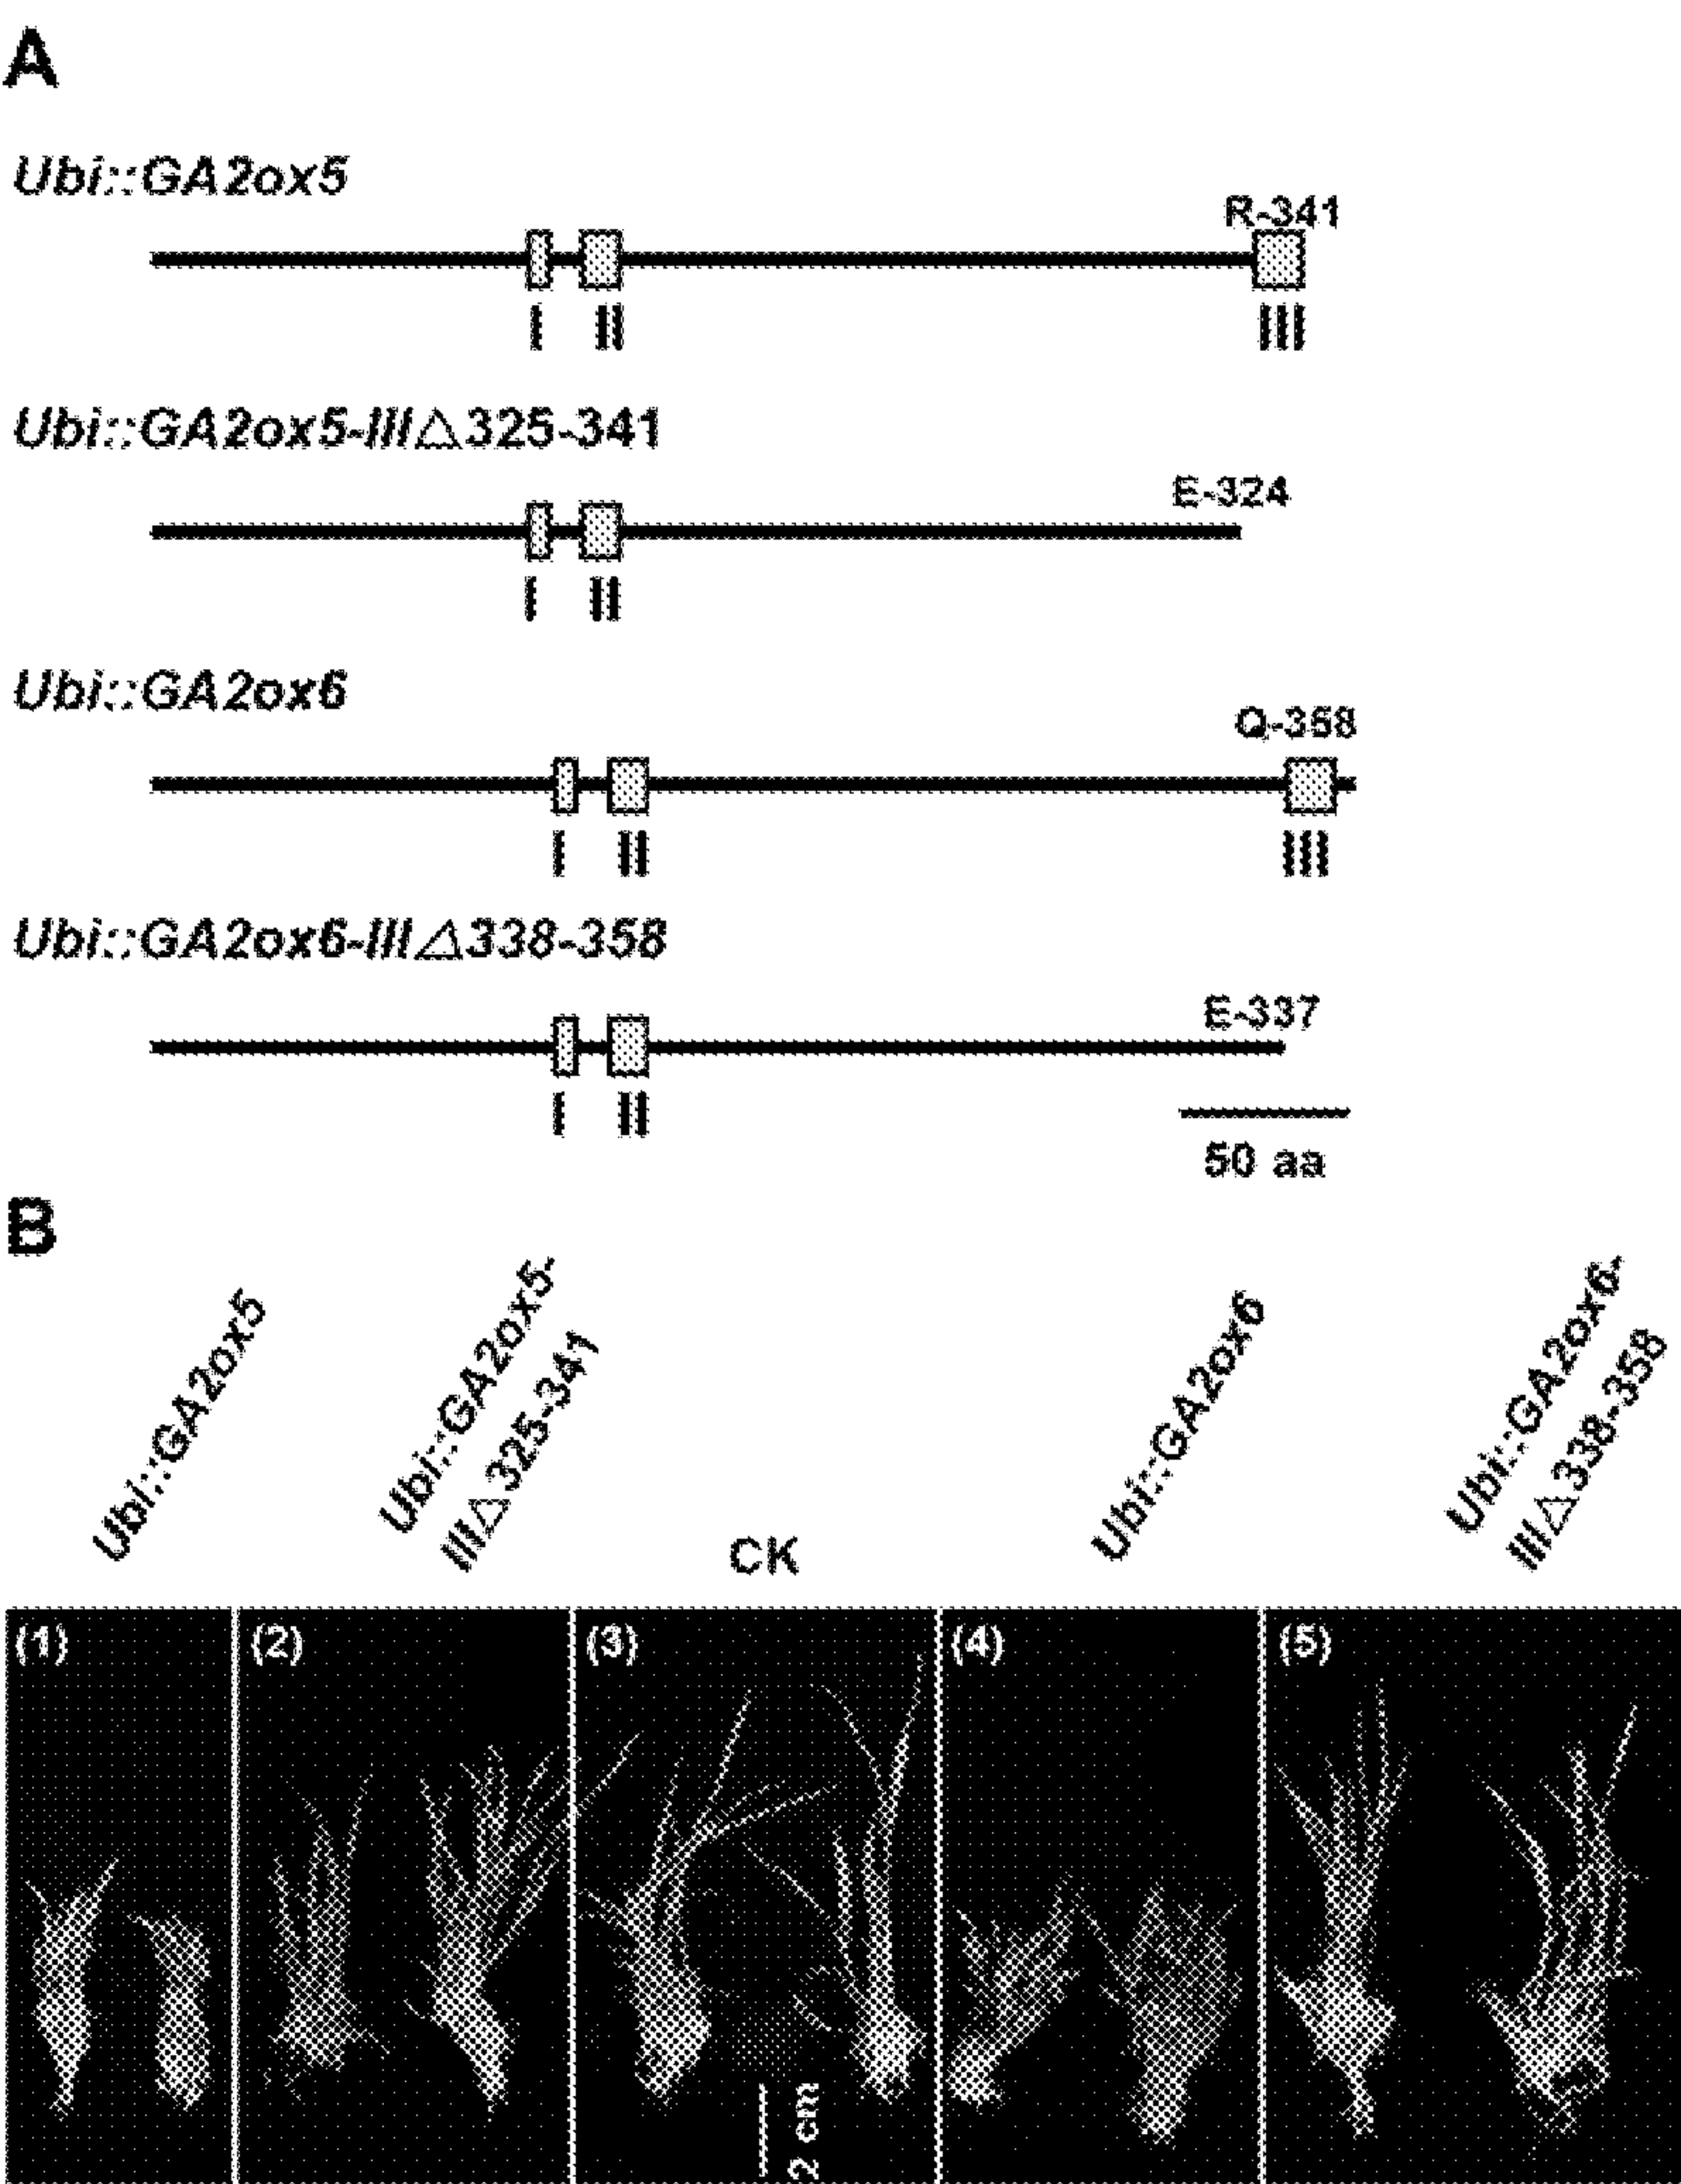 A
Ubi::GA2ox5
R-341
I II III
Ubi::GA2ox5-III△325-341
E-324
I II
Ubi::GA2ox6
Q-358
I II III
Ubi::GA2ox6-III△338-358
E-337
I II
50 aa
B
Ubi::GA2ox5
Ubi::GA2ox5-
III△325-341
CK
Ubi::GA2ox6
Ubi::GA2ox6-
III△338-358
(1) (2) (3) (4) (5)
2 cm